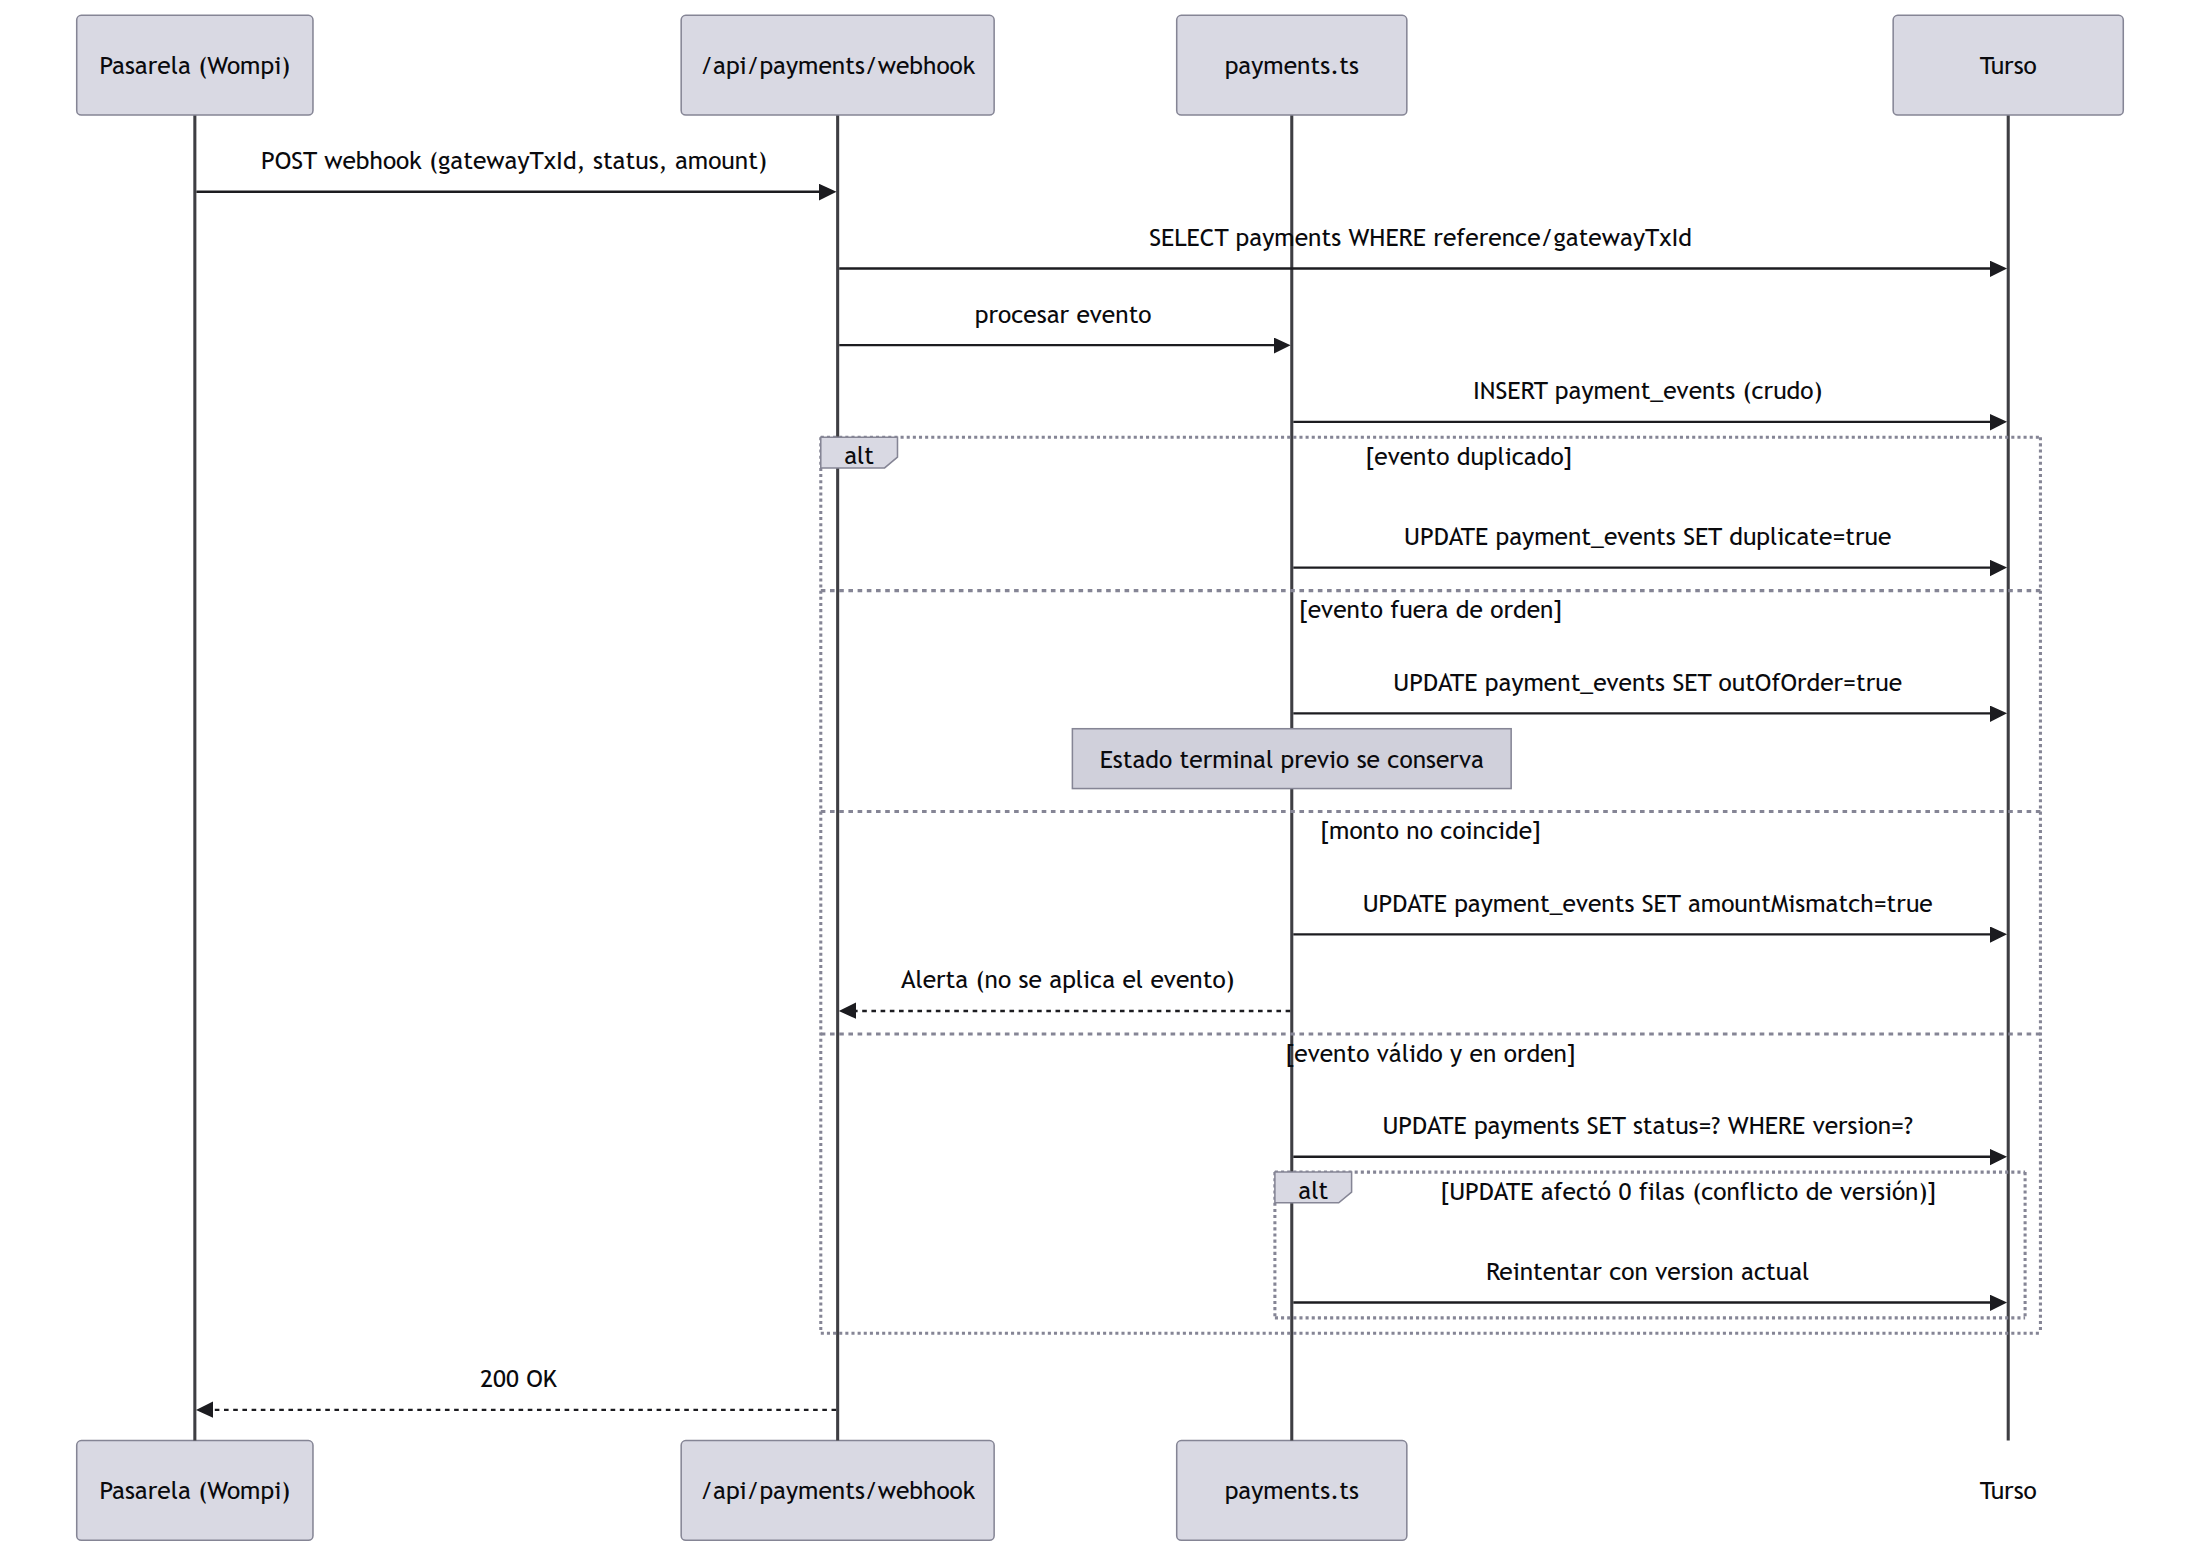 Pasarela (Wompi)
/api/payments/webhook
payments.ts
Turso
POST webhook (gatewayTxId, status, amount)
SELECT payments WHERE reference/gatewayTxId
procesar evento
INSERT payment_events (crudo)
alt
[evento duplicado]
UPDATE payment_events SET duplicate=true
[evento fuera de orden]
UPDATE payment_events SET outOfOrder=true
Estado terminal previo se conserva
[monto no coincide]
UPDATE payment_events SET amountMismatch=true
Alerta (no se aplica el evento)
[evento válido y en orden]
UPDATE payments SET status=? WHERE version=?
alt
[UPDATE afectó 0 filas (conflicto de versión)]
Reintentar con version actual
200 OK
Pasarela (Wompi)
/api/payments/webhook
payments.ts
Turso